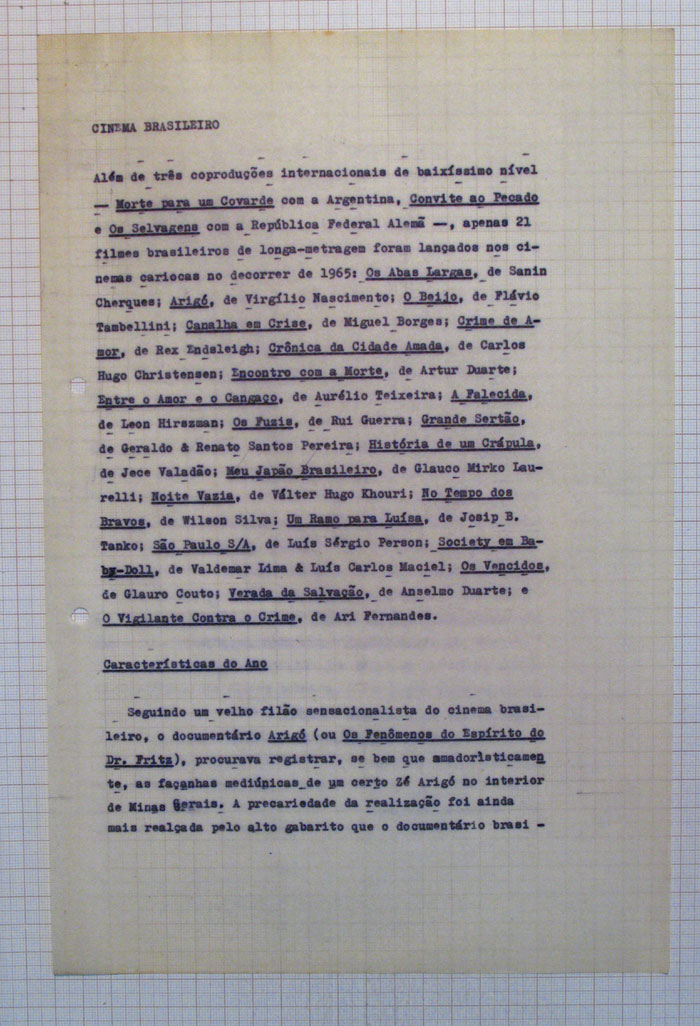 CINEMA BRASILEIRO
Além de três coproduções internacionais de baixíssimo nível
— Morte para um Covarde com a Argentina, Convite ao Pecado
e Os Selvagens com a República Federal Alemã —, apenas 21
filmes brasileiros de longa-metragem foram lançados nos ci-
nemas cariocas no decorrer de 1965: Os Abas Largas, de Sanin
Cherques; Arigó, de Virgílio Nascimento; O Beijo, de Flávio
Tambellini; Canalha em Crise, de Miguel Borges; Crime de A-
mor, de Rex Endsleigh; Crônica da Cidade Amada, de Carlos
Hugo Christensen; Encontro com a Morte, de Artur Duarte;
Entre o Amor e o Cangaço, de Aurélio Teixeira; A Falecida,
de Leon Hirszman; Os Fuzis, de Rui Guerra; Grande Sertão,
de Geraldo & Renato Santos Pereira; História de um Crápula,
de Jece Valadão; Meu Japão Brasileiro, de Glauco Mirko Lau-
relli; Noite Vazia, de Válter Hugo Khouri; No Tempo dos
Bravos, de Wilson Silva; Um Ramo para Luísa, de Josip B.
Tanko; São Paulo S/A, de Luís Sérgio Person; Society em Ba-
by-Doll, de Valdemar Lima & Luís Carlos Maciel; Os Vencidos,
de Glauro Couto; Verada da Salvação, de Anselmo Duarte; e
O Vigilante Contra o Crime, de Ari Fernandes.
Características do Ano
Seguindo um velho filão sensacionalista do cinema brasi-
leiro, o documentário Arigó (ou Os Fenômenos do Espírito do
Dr. Fritz), procurava registrar, se bem que amadorìsticamen
te, as façanhas mediúnicas de um certo Zé Arigó no interior
de Minas Gerais. A precariedade da realização foi ainda
mais realçada pelo alto gabarito que o documentário brasi -